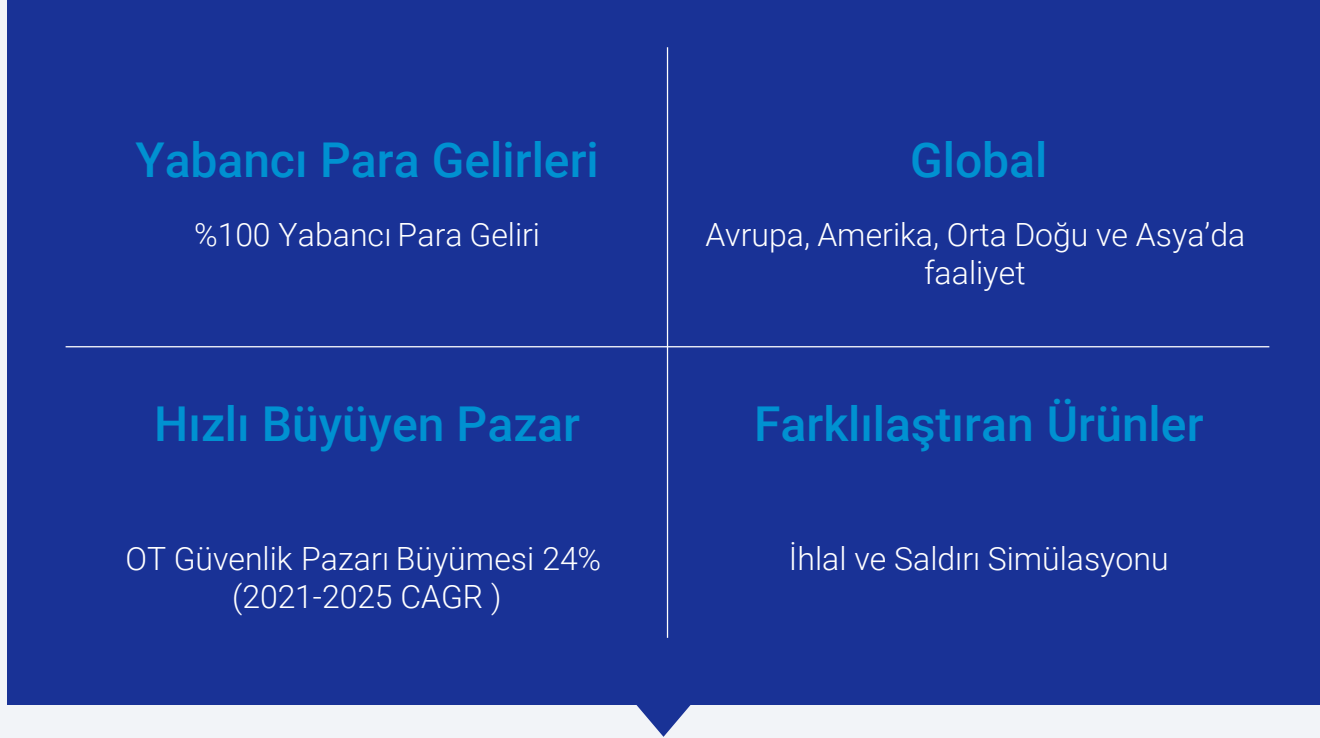 Yabancı Para Gelirleri
%100 Yabancı Para Geliri
Global
Avrupa, Amerika, Orta Doğu ve Asya’da
faaliyet
Hızlı Büyüyen Pazar
OT Güvenlik Pazarı Büyümesi 24%
(2021-2025 CAGR )
Farklılaştıran Ürünler
İhlal ve Saldırı Simülasyonu